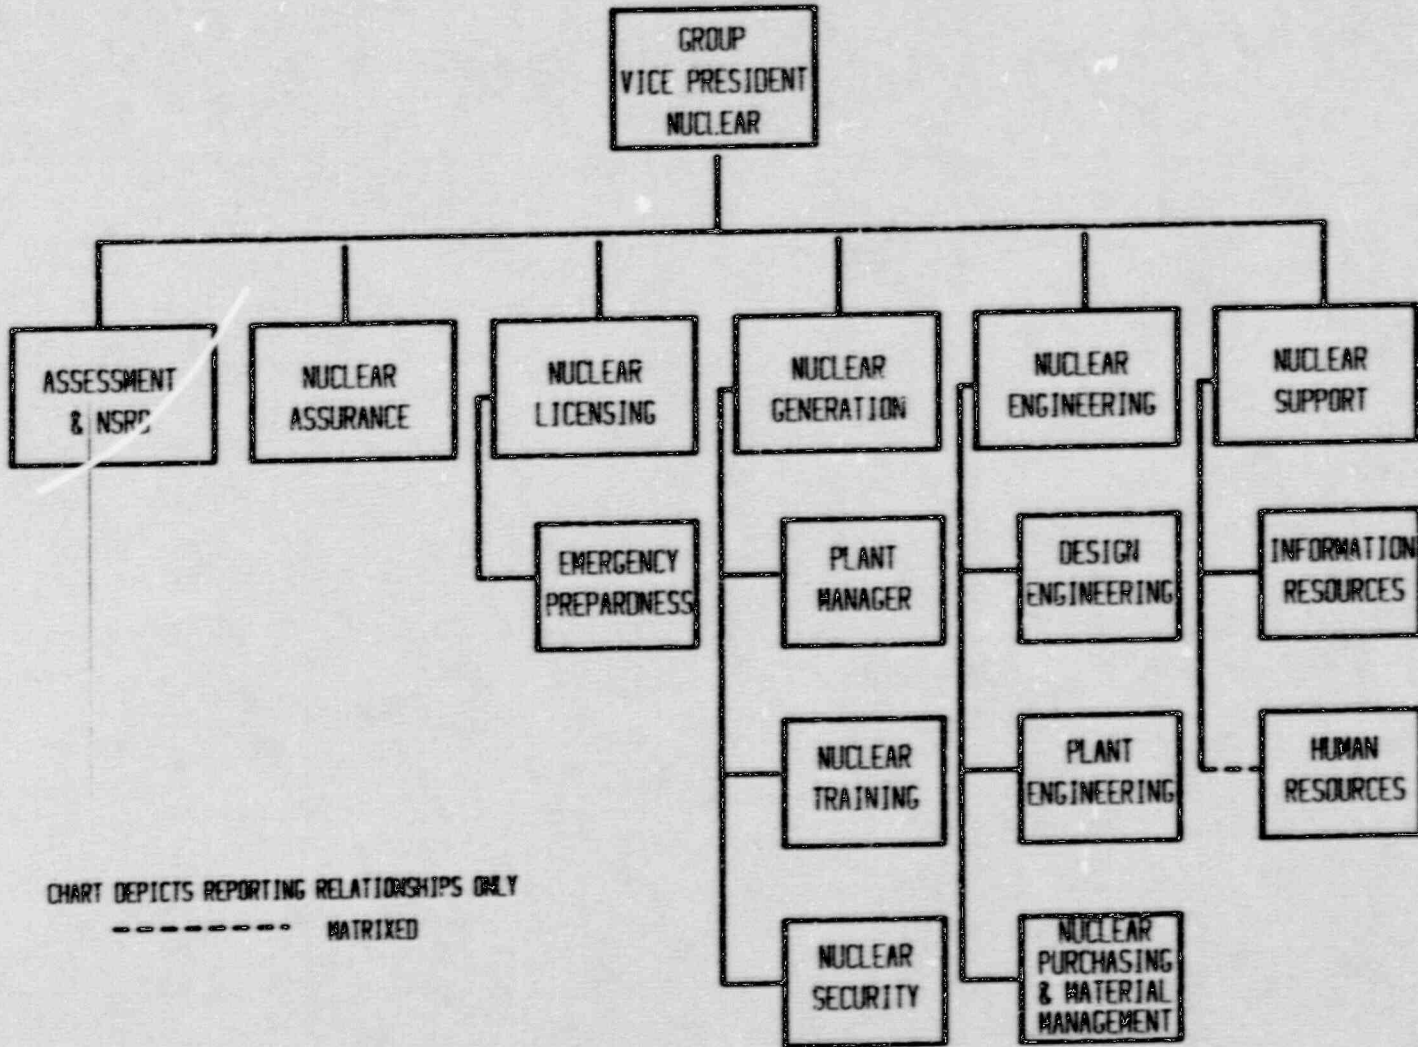 GROUP
VICE PRESIDENT
NUCLEAR
ASSESSMENT
& NSRC
NUCLEAR
ASSURANCE
NUCLEAR
LICENSING
NUCLEAR
GENERATION
NUCLEAR
ENGINEERING
NUCLEAR
SUPPORT
EMERGENCY
PREPARDNESS
PLANT
MANAGER
DESIGN
ENGINEERING
INFORMATION
RESOURCES
NUCLEAR
TRAINING
PLANT
ENGINEERING
HUMAN
RESOURCES
NUCLEAR
SECURITY
NUCLEAR
PURCHASING
& MATERIAL
MANAGEMENT
CHART DEPICTS REPORTING RELATIONSHIPS ONLY
MATRIXED